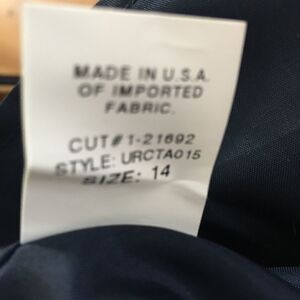 MADE IN U.S.A.
OF IMPORTED
FABRIC.
CUT#1-21692
STYLE: URCTA015
SIZE: 14